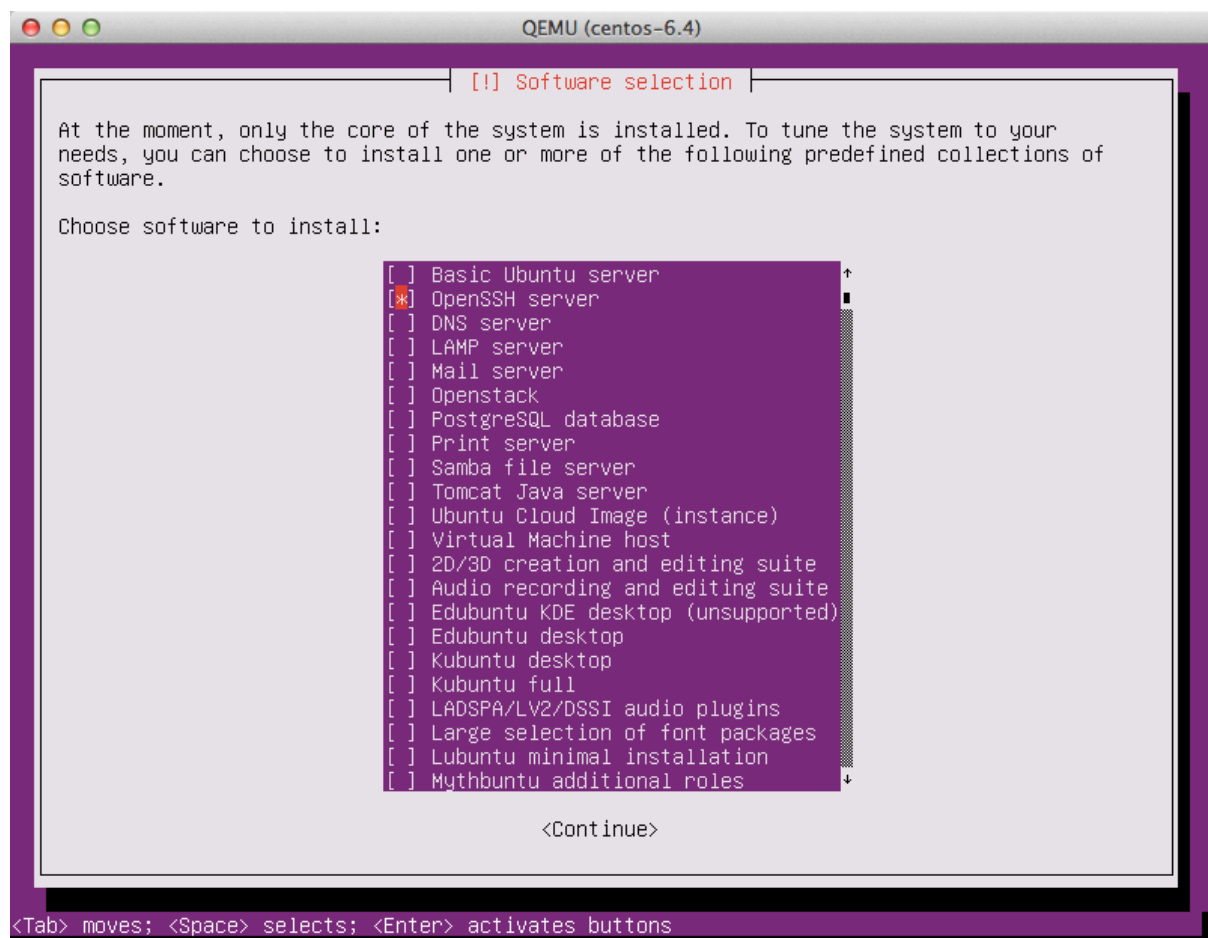 QEMU (centos-6.4)
[!] Software selection
At the moment, only the core of the system is installed. To tune the system to your
needs, you can choose to install one or more of the following predefined collections of
software.
Choose software to install:
[ ] Basic Ubuntu server
[*] OpenSSH server
[ ] DNS server
[ ] LAMP server
[ ] Mail server
[ ] Openstack
[ ] PostgreSQL database
[ ] Print server
[ ] Samba file server
[ ] Tomcat Java server
[ ] Ubuntu Cloud Image (instance)
[ ] Virtual Machine host
[ ] 2D/3D creation and editing suite
[ ] Audio recording and editing suite
[ ] Edubuntu KDE desktop (unsupported)
[ ] Edubuntu desktop
[ ] Kubuntu desktop
[ ] Kubuntu full
[ ] LADSPA/LV2/DSSI audio plugins
[ ] Large selection of font packages
[ ] Lubuntu minimal installation
[ ] Mythbuntu additional roles
<Continue>
<Tab> moves; <Space> selects; <Enter> activates buttons